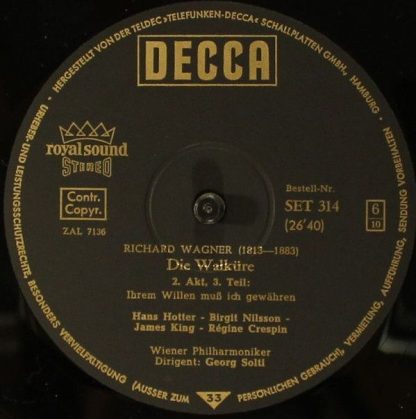 HERGESTELLT VON DER TELDEC »TELEFUNKEN-DECCA« SCHALLPLATTEN GMBH, HAMBURG •
URHEBER- UND LEISTUNGSSCHUTZRECHTE, BESONDERS VERVIELFÄLTIGUNG (AUSSER ZUM PERSÖNLICHEN GEBRAUCH), VERMIETUNG, AUFFÜHRUNG, SENDUNG VORBEHALTEN
DECCA
royal sound
STEREO
Contr.
Copyr.
ZAL 7136
Bestell-Nr.
SET 314
(26'40)
6
10
RICHARD WAGNER (1813—1883)
Die Walküre
2. Akt, 3. Teil:
Ihrem Willen muß ich gewähren
Hans Hotter - Birgit Nilsson -
James King - Régine Crespin
Wiener Philharmoniker
Dirigent: Georg Solti
33